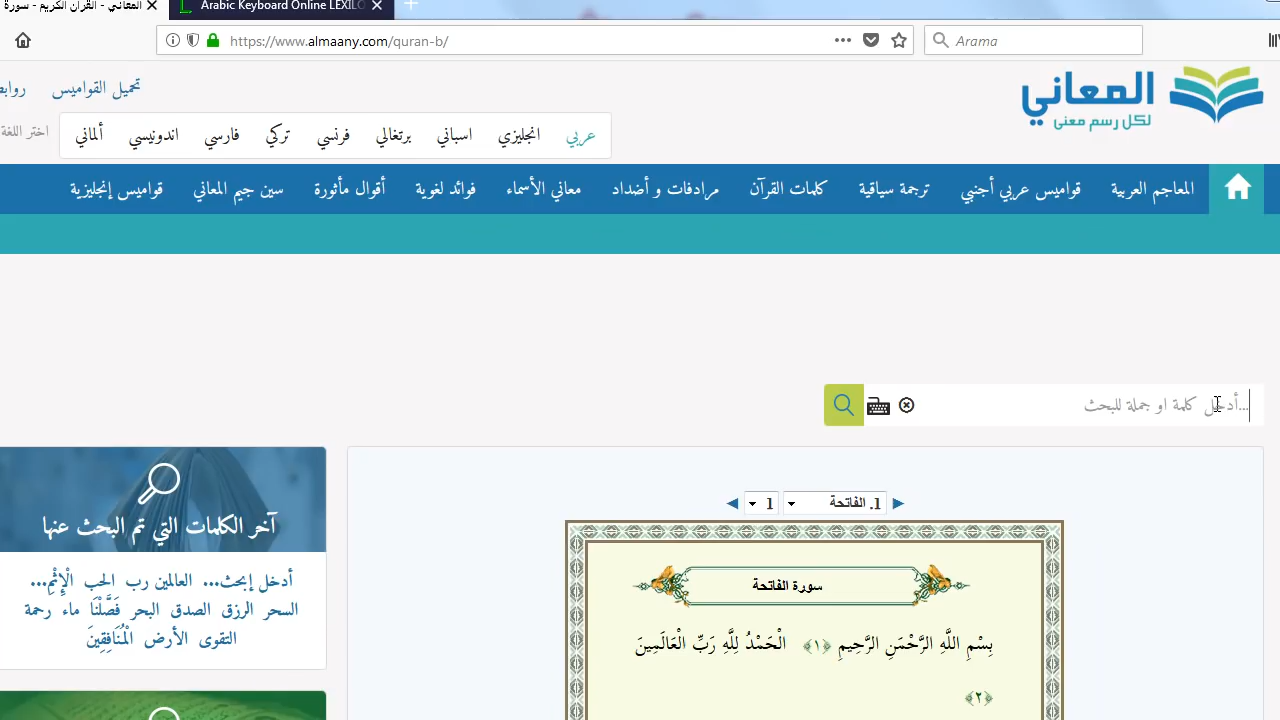 المعاني - القرآن الكريم - سورة
Arabic Keyboard Online LEXILO
https://www.almaany.com/quran-b/
Arama
المعاني
لكل رسم معنى
تحميل القواميس
اختر اللغة
عربي انجليزي اسباني برتغالي فرنسي تركي فارسي اندونيسي ألماني
المعاجم العربية قواميس عربي أجنبي ترجمة سياقية كلمات القرآن مرادفات و أضداد معاني الأسماء فوائد لغوية أقوال مأثورة سين جيم المعاني قواميس إنجليزية
أدخل كلمة او جملة للبحث...
1. الفاتحة 1
سورة الفاتحة
بِسْمِ اللَّهِ الرَّحْمَنِ الرَّحِيمِ ﴿١﴾ الْحَمْدُ لِلَّهِ رَبِّ الْعَالَمِينَ
﴿٢﴾
آخر الكلمات التي تم البحث عنها
أدخل إبحث... العالمين رب الحب الْإِثْمِ...
السحر الرزق الصدق البحر فَصَّلْنَا ماء رحمة
التقوى الأرض الْمُنَافِقِينَ